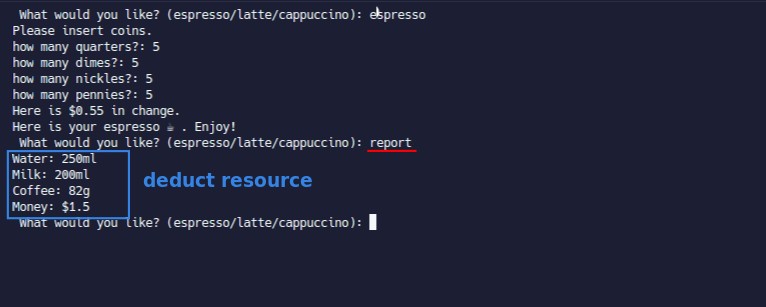 What would you like? (espresso/latte/cappuccino): espresso
Please insert coins.
how many quarters?: 5
how many dimes?: 5
how many nickles?: 5
how many pennies?: 5
Here is $0.55 in change.
Here is your espresso ☕ . Enjoy!
What would you like? (espresso/latte/cappuccino): report
Water: 250ml
Milk: 200ml
deduct resource
Coffee: 82g
Money: $1.5
What would you like? (espresso/latte/cappuccino):